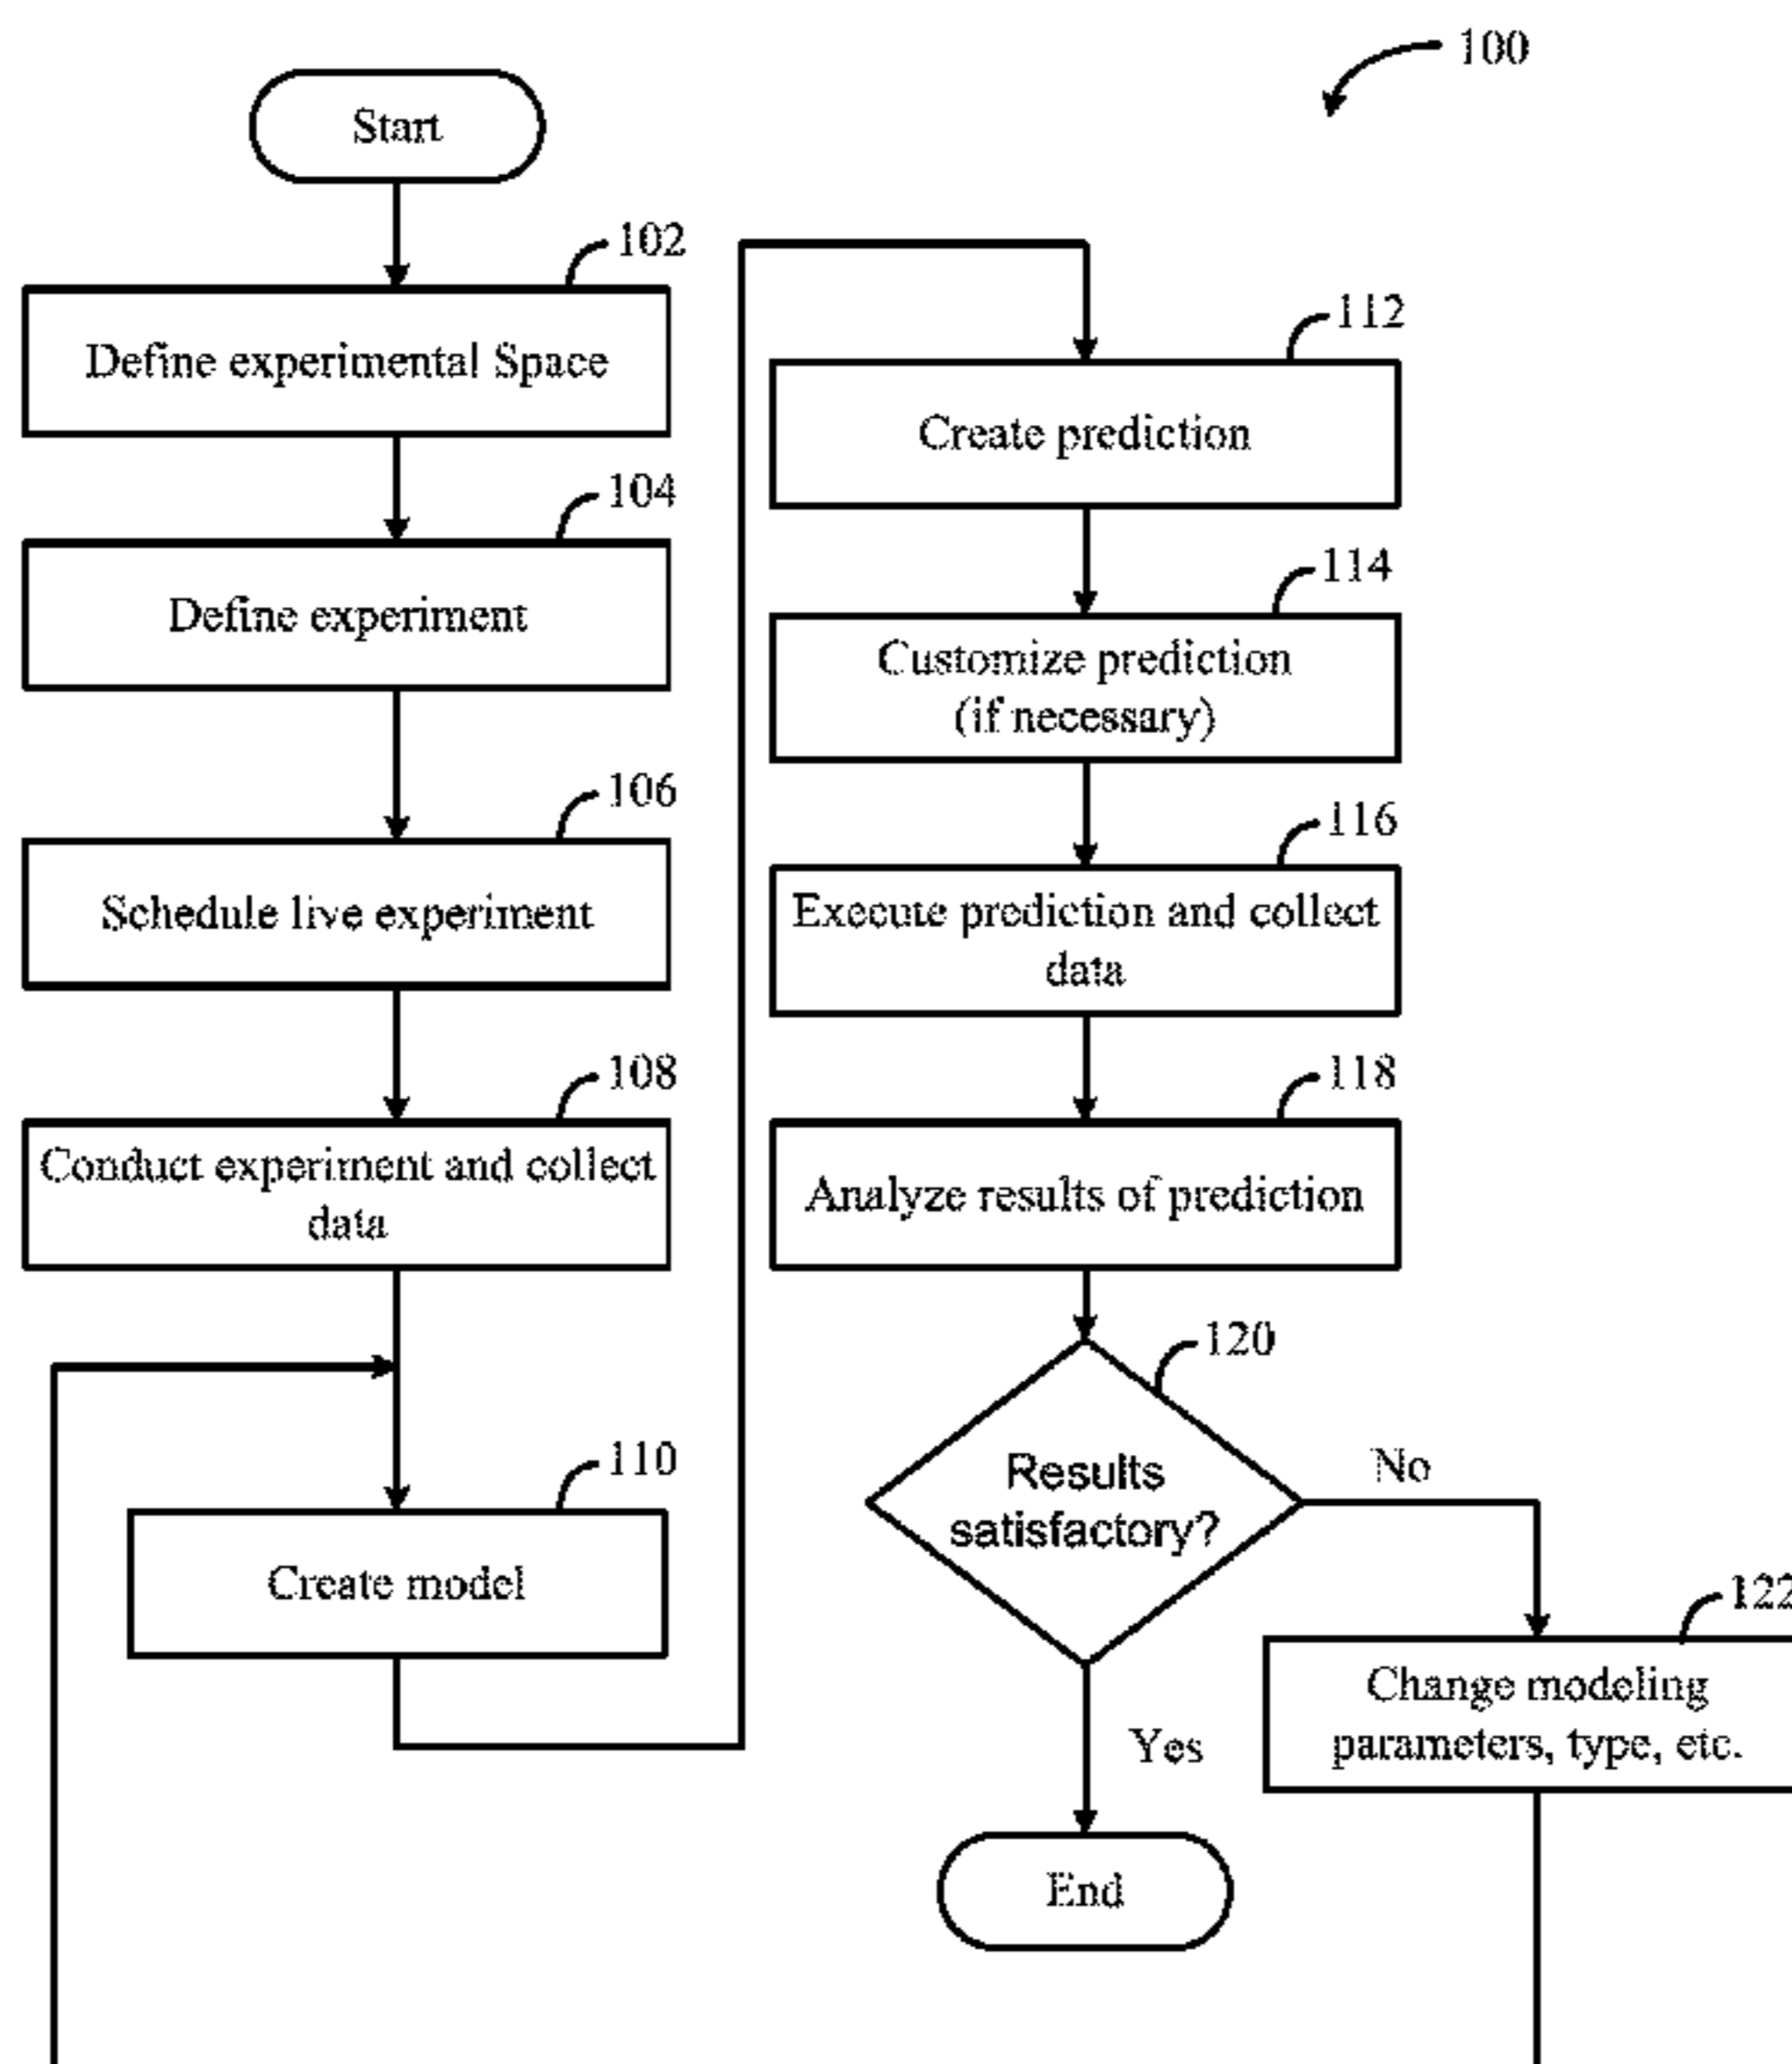 100
Start
102
Define experimental Space
104
Define experiment
106
Schedule live experiment
108
Conduct experiment and collect
data
110
Create model
112
Create prediction
114
Customize prediction
(if necessary)
116
Execute prediction and collect
data
118
Analyze results of prediction
120
Results
satisfactory?
No
Yes
122
Change modeling
parameters, type, etc.
End